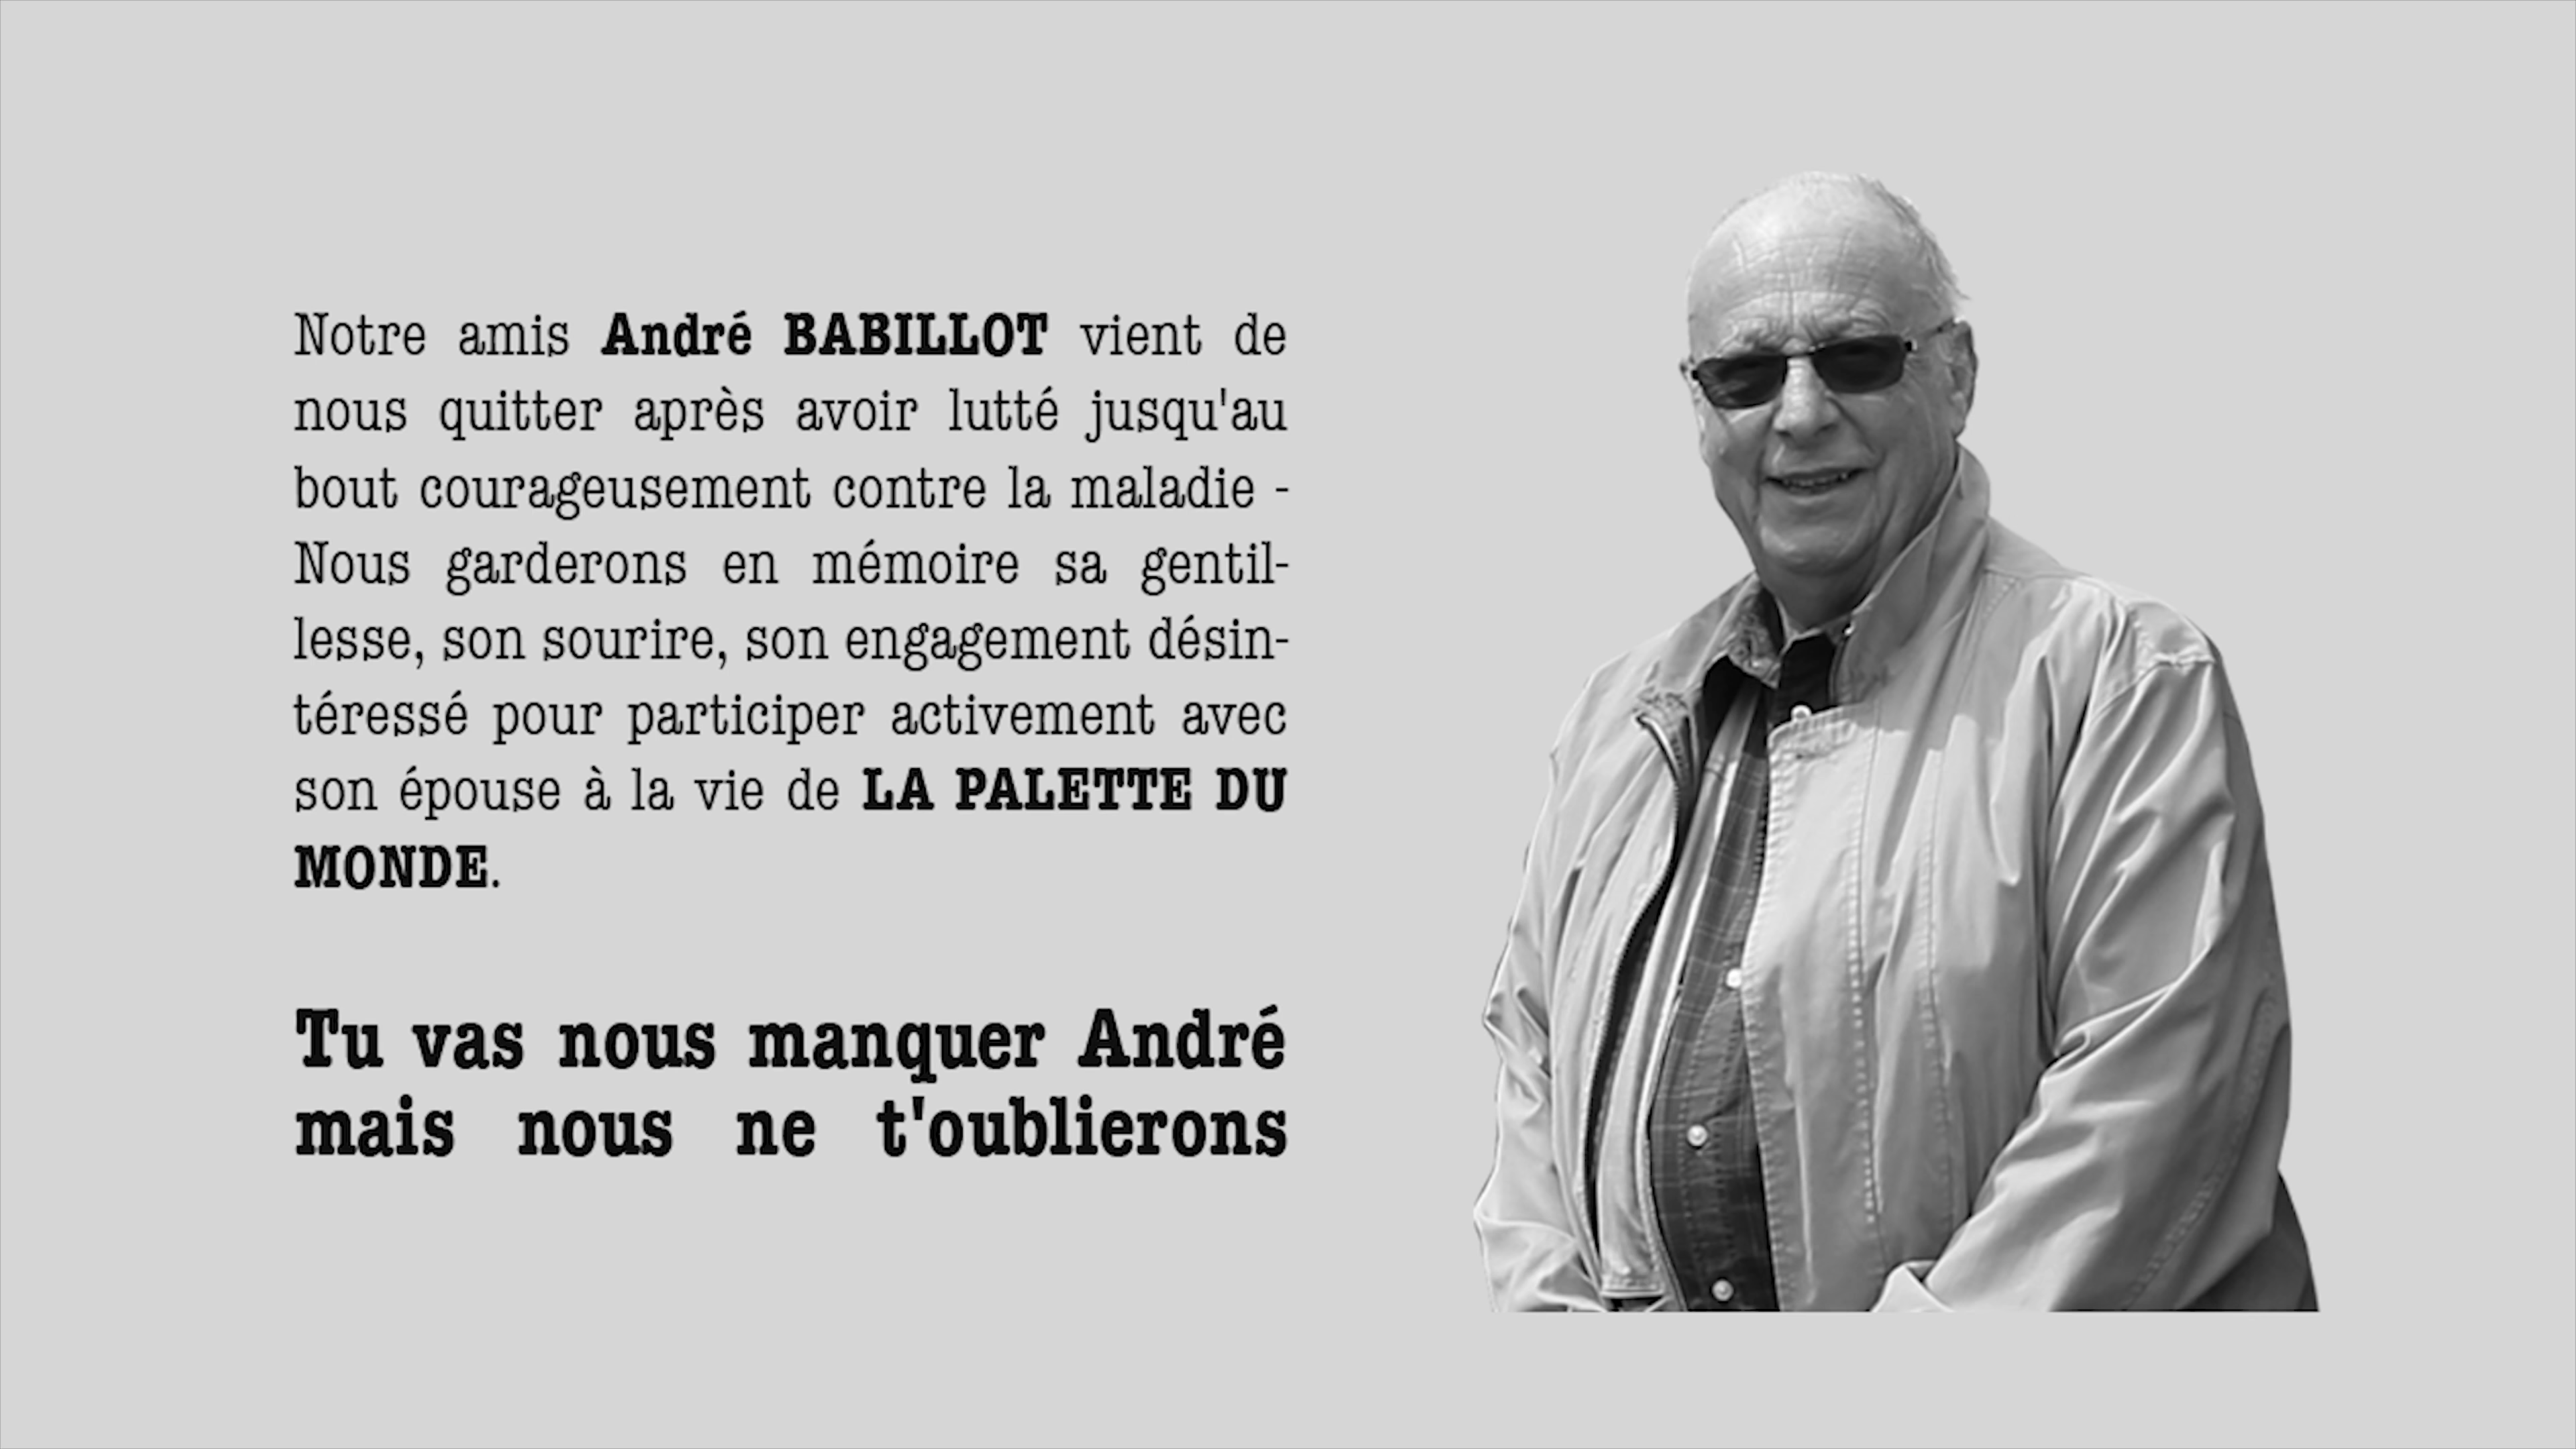 Notre amis André BABILLOT vient de
nous quitter après avoir lutté jusqu'au
bout courageusement contre la maladie -
Nous garderons en mémoire sa gentil-
lesse, son sourire, son engagement désin-
téressé pour participer activement avec
son épouse à la vie de LA PALETTE DU
MONDE.
Tu vas nous manquer André
mais nous ne t'oublierons